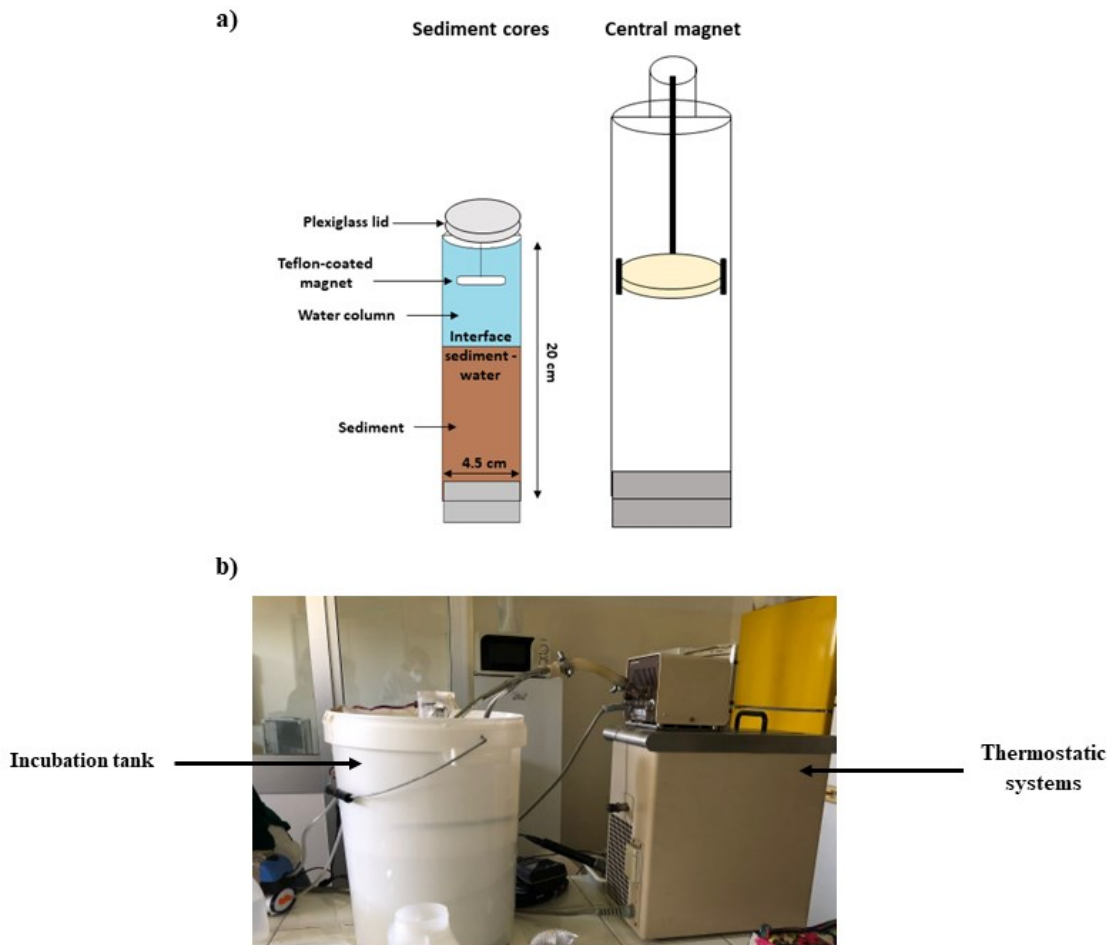 a)
Sediment cores
Central magnet
Plexiglass lid
Teflon-coated
magnet
Water column
Interface
sediment -
water
20 cm
Sediment
4.5 cm
b)
Incubation tank
Thermostatic
systems